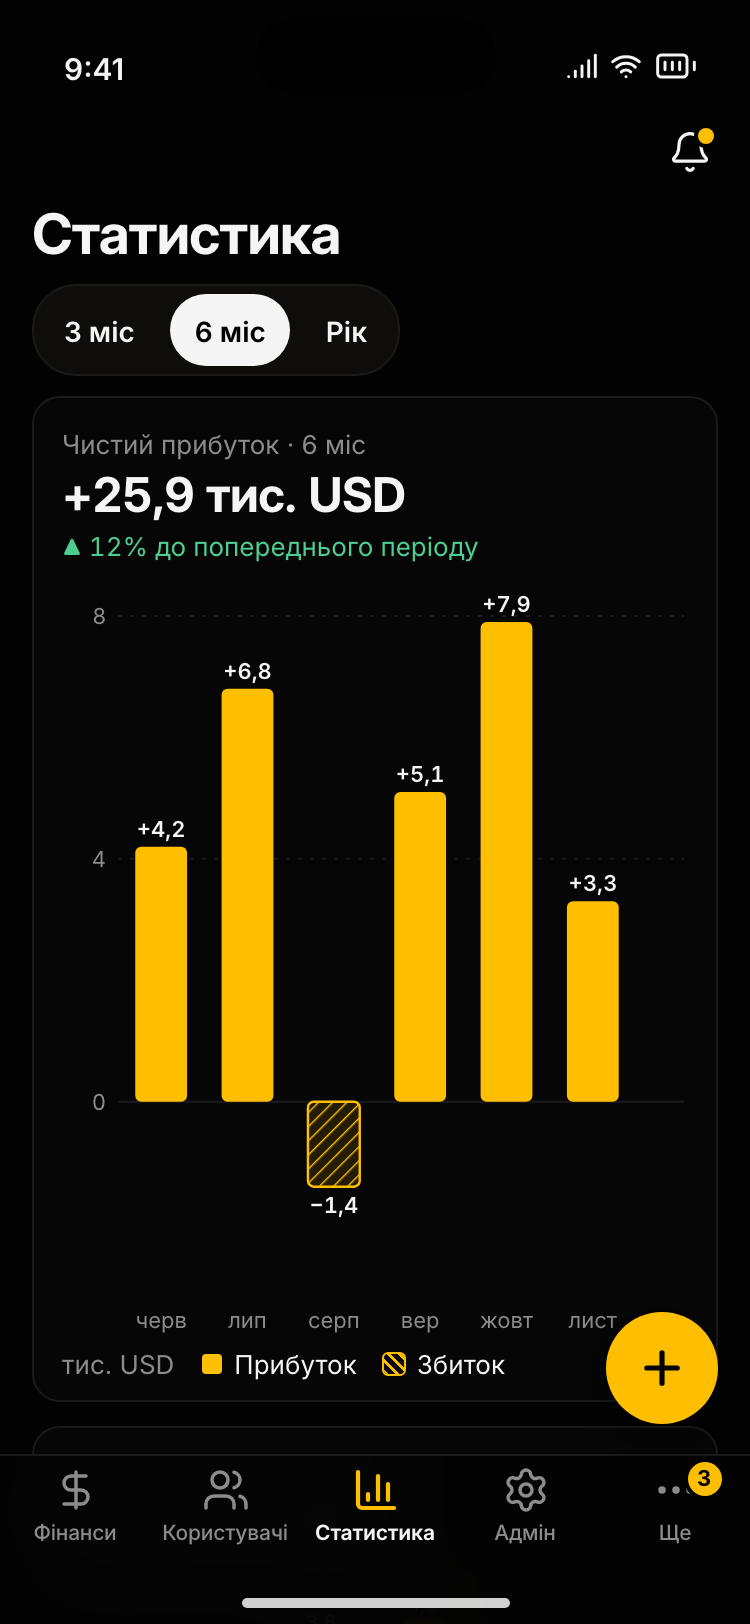 9:41
Статистика
3 міс 6 міс Рік
Чистий прибуток · 6 міс
+25,9 тис. USD
▲ 12% до попереднього періоду
8
+7,9
+6,8
+5,1
+4,2
4
+3,3
0
−1,4
черв лип серп вер жовт лист
тис. USD Прибуток Збиток
3
Фінанси Користувачі Статистика Адмін Ще